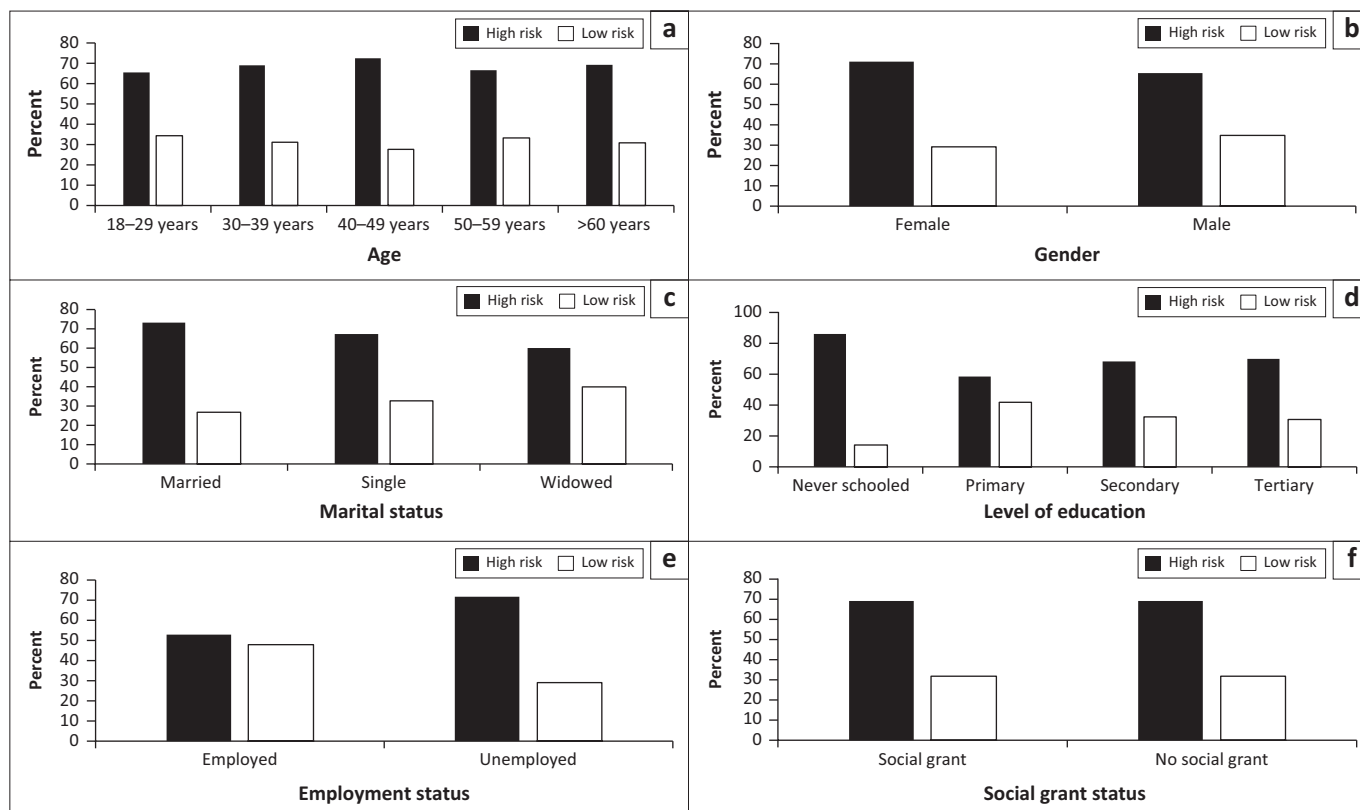 a
High risk Low risk
Percent
80
70
60
50
40
30
20
10
0
18–29 years 30–39 years 40–49 years 50–59 years >60 years
Age
b
High risk Low risk
Percent
80
70
60
50
40
30
20
10
0
Female Male
Gender
c
High risk Low risk
Percent
80
70
60
50
40
30
20
10
0
Married Single Widowed
Marital status
d
High risk Low risk
Percent
100
80
60
40
20
0
Never schooled Primary Secondary Tertiary
Level of education
e
High risk Low risk
Percent
80
70
60
50
40
30
20
10
0
Employed Unemployed
Employment status
f
High risk Low risk
Percent
80
70
60
50
40
30
20
10
0
Social grant No social grant
Social grant status